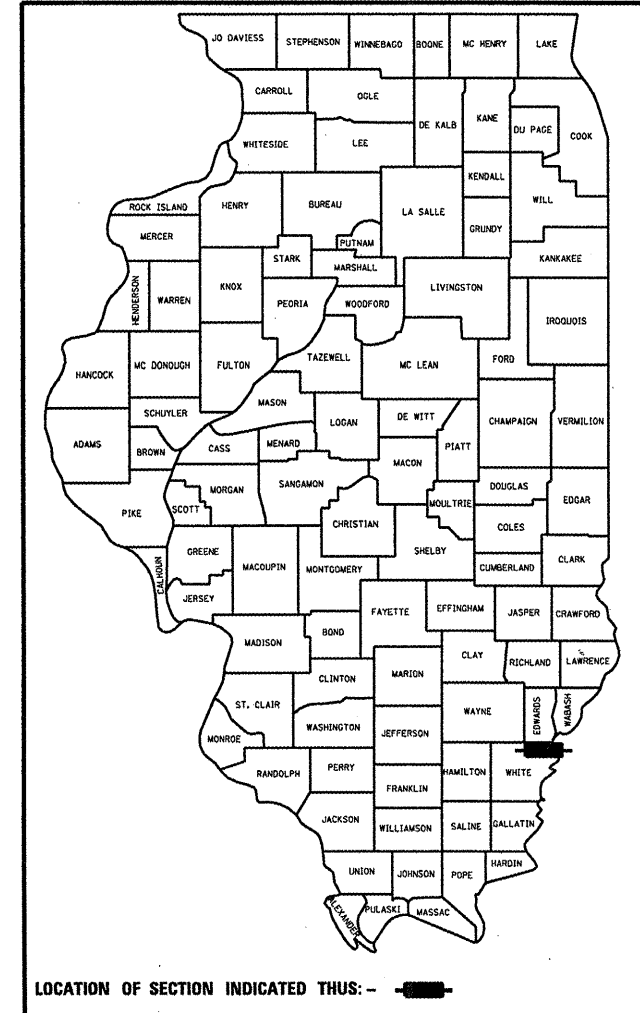 JO DAVIESS
STEPHENSON
WINNEBAGO
BOONE
MC HENRY
LAKE
CARROLL
OGLE
DE KALB
KANE
DU PAGE
COOK
WHITESIDE
LEE
KENDALL
WILL
ROCK ISLAND
HENRY
BUREAU
LA SALLE
GRUNDY
MERCER
PUTNAM
KANKAKEE
STARK
MARSHALL
HENDERSON
WARREN
KNOX
PEORIA
WOODFORD
LIVINGSTON
IROQUOIS
HANCOCK
MC DONOUGH
FULTON
TAZEWELL
MC LEAN
FORD
SCHUYLER
MASON
LOGAN
DE WITT
CHAMPAIGN
VERMILION
ADAMS
BROWN
CASS
MENARD
PIATT
MACON
PIKE
SCOTT
MORGAN
SANGAMON
MOULTRIE
DOUGLAS
EDGAR
CHRISTIAN
COLES
CALHOUN
GREENE
MACOUPIN
MONTGOMERY
SHELBY
CUMBERLAND
CLARK
JERSEY
FAYETTE
EFFINGHAM
JASPER
CRAWFORD
MADISON
BOND
CLAY
RICHLAND
LAWRENCE
CLINTON
MARION
ST. CLAIR
WAYNE
EDWARDS
WABASH
MONROE
WASHINGTON
JEFFERSON
RANDOLPH
PERRY
HAMILTON
WHITE
FRANKLIN
JACKSON
WILLIAMSON
SALINE
GALLATIN
UNION
JOHNSON
POPE
HARDIN
ALEXANDER
PULASKI
MASSAC
LOCATION OF SECTION INDICATED THUS: -